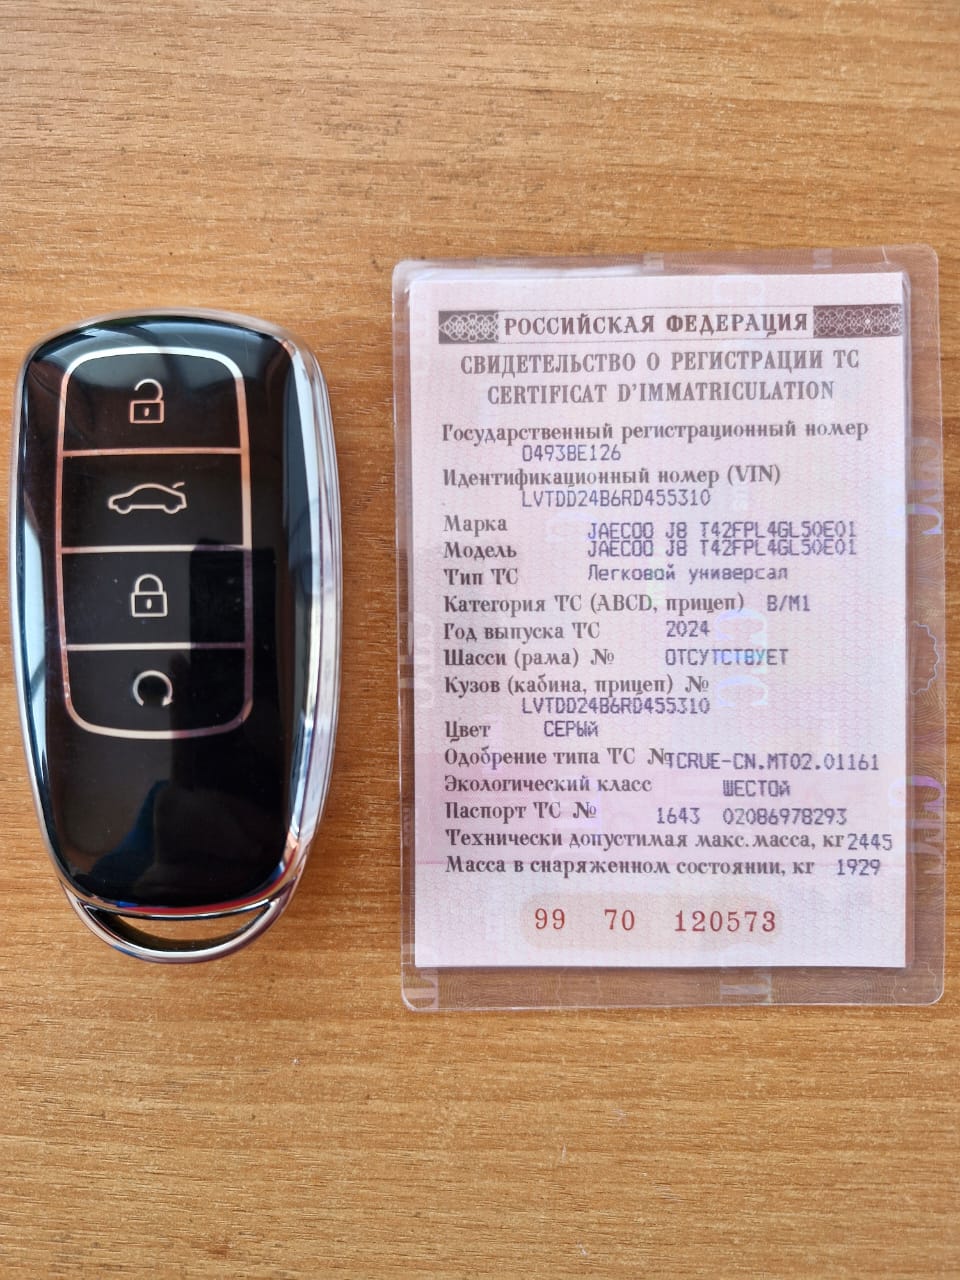 РОССИЙСКАЯ ФЕДЕРАЦИЯ
СВИДЕТЕЛЬСТВО О РЕГИСТРАЦИИ ТС
CERTIFICAT D'IMMATRICULATION
Государственный регистрационный номер
О493ВЕ126
Идентификационный номер (VIN)
LVTDD24B6RD455310
Марка JAECOO J8 T42FPL4GL50E01
Модель JAECOO J8 T42FPL4GL50E01
Тип ТС Легковой универсал
Категория ТС (ABCD, прицеп) B/M1
Год выпуска ТС 2024
Шасси (рама) № ОТСУТСТВУЕТ
Кузов (кабина, прицеп) №
LVTDD24B6RD455310
Цвет СЕРЫЙ
Одобрение типа ТС № TCRUE-CN.MT02.01161
Экологический класс ШЕСТОЙ
Паспорт ТС № 1643 02086978293
Технически допустимая макс. масса, кг 2445
Масса в снаряженном состоянии, кг 1929
99 70 120573